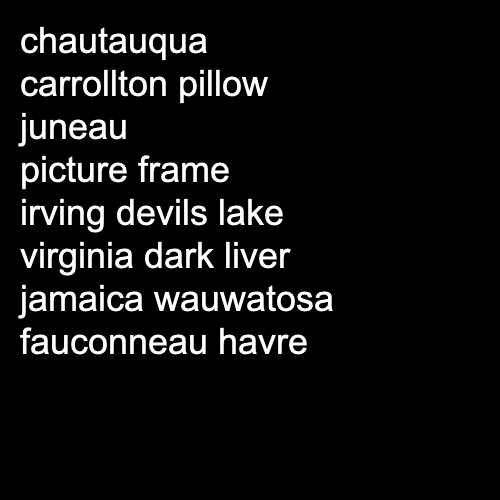 chautauqua
carrollton pillow
juneau
picture frame
irving devils lake
virginia dark liver
jamaica wauwatosa
fauconneau havre